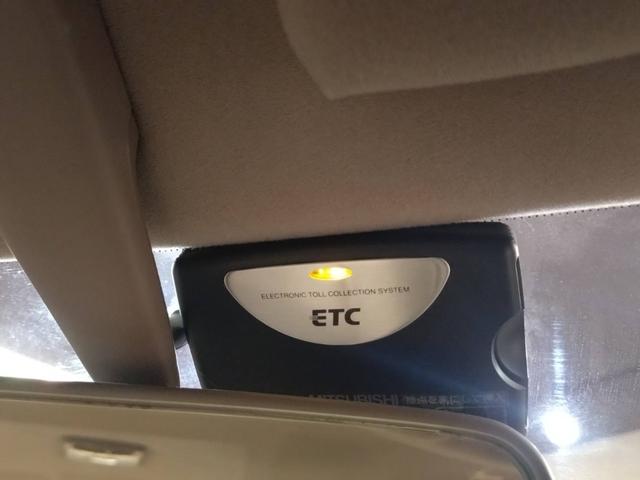 ELECTRONIC TOLL COLLECTION SYSTEM
ETC
MITSUBISHI